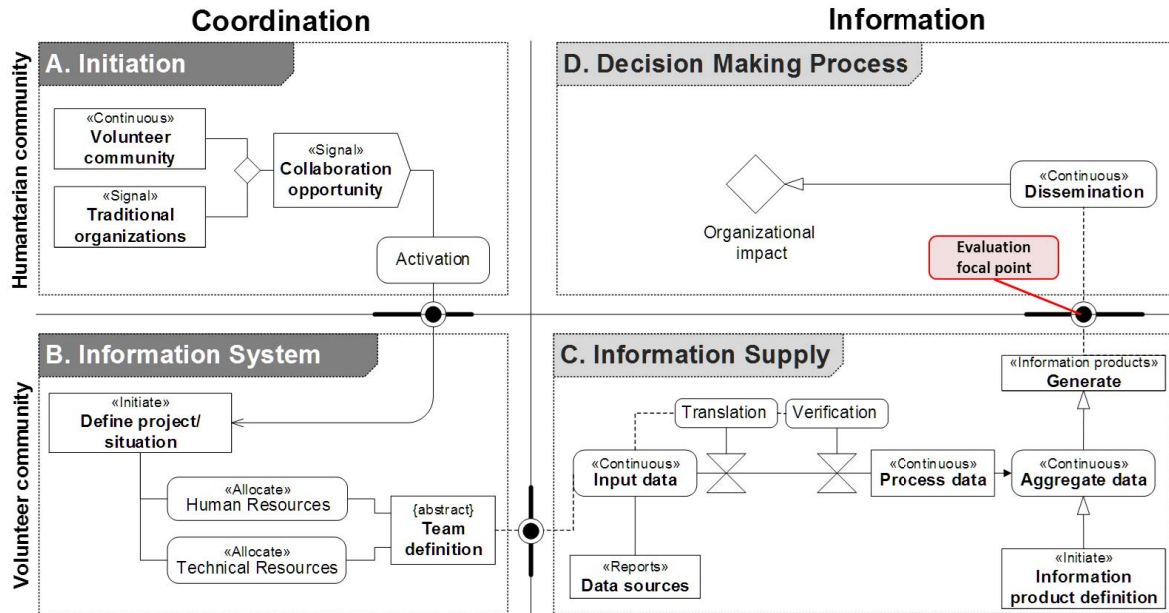 Coordination
Information
Humantarian community
A. Initiation
«Continuous»
Volunteer
community
«Signal»
Traditional
organizations
«Signal»
Collaboration
opportunity
Activation
D. Decision Making Process
Organizational
impact
«Continuous»
Dissemination
Evaluation
focal point
Volunteer community
B. Information System
«Initiate»
Define project/
situation
«Allocate»
Human Resources
«Allocate»
Technical Resources
{abstract}
Team
definition
C. Information Supply
Translation
Verification
«Continuous»
Input data
«Reports»
Data sources
«Continuous»
Process data
«Information products»
Generate
«Continuous»
Aggregate data
«Initiate»
Information
product definition